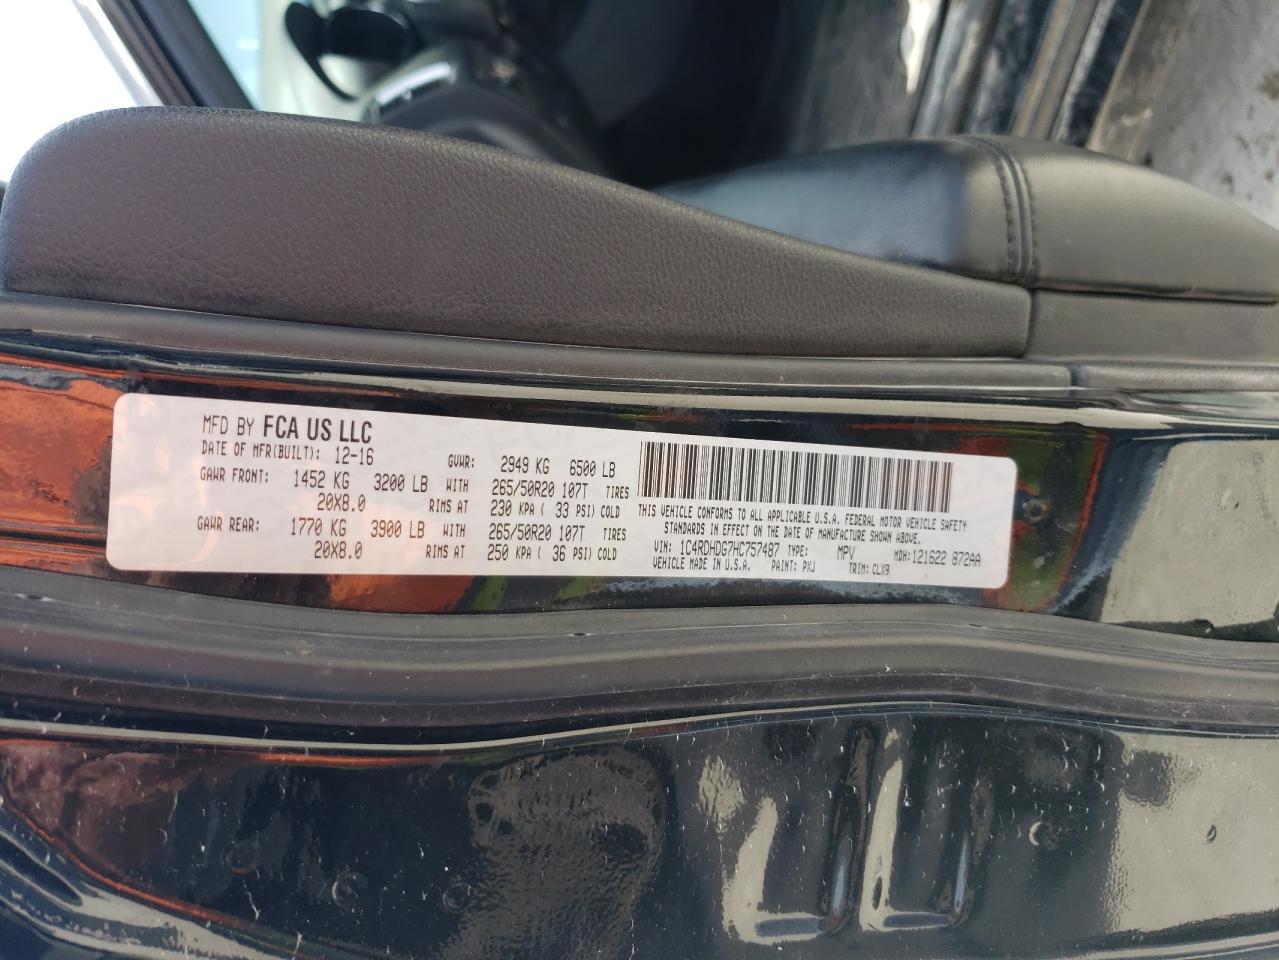 MFD BY FCA US LLC
DATE OF MFR(BUILT): 12-16 GVWR: 2949 KG 6500 LB
GAWR FRONT: 1452 KG 3200 LB WITH 265/50R20 107T TIRES
20X8.0 RIMS AT 230 KPA ( 33 PSI) COLD
GAWR REAR: 1770 KG 3900 LB WITH 265/50R20 107T TIRES
20X8.0 RIMS AT 250 KPA ( 36 PSI) COLD
THIS VEHICLE CONFORMS TO ALL APPLICABLE U.S.A. FEDERAL MOTOR VEHICLE SAFETY
STANDARDS IN EFFECT ON THE DATE OF MANUFACTURE SHOWN ABOVE.
VIN: 1C4RDHDG7HC757487 TYPE: MPV MDH:121622 872AA
VEHICLE MADE IN U.S.A. PAINT: PXJ TRIM: CLX9